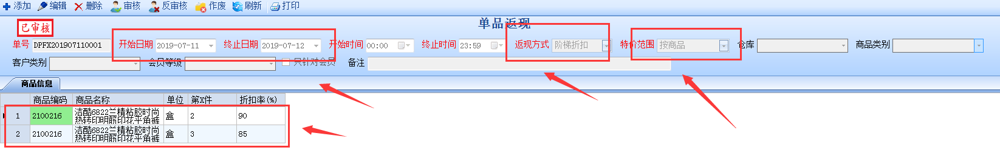 添加 编辑 删除 审核 反审核 作废 刷新 打印
单品返现
已审核
单号 DPFX201907110001 开始日期 2019-07-11 终止日期 2019-07-12 开始时间 00:00 终止时间 23:59 返现方式 阶梯折扣 特价范围 按商品 仓库 商品类别
客户类别 会员等级 只针对会员 备注
商品信息
商品编码 商品名称 单位 第X件 折扣率(%)
1 2100216 洁酷6822兰精粘胶时尚 盒 2 90
热转印明筋印花平角裤
2 2100216 洁酷6822兰精粘胶时尚 盒 3 85
热转印明筋印花平角裤